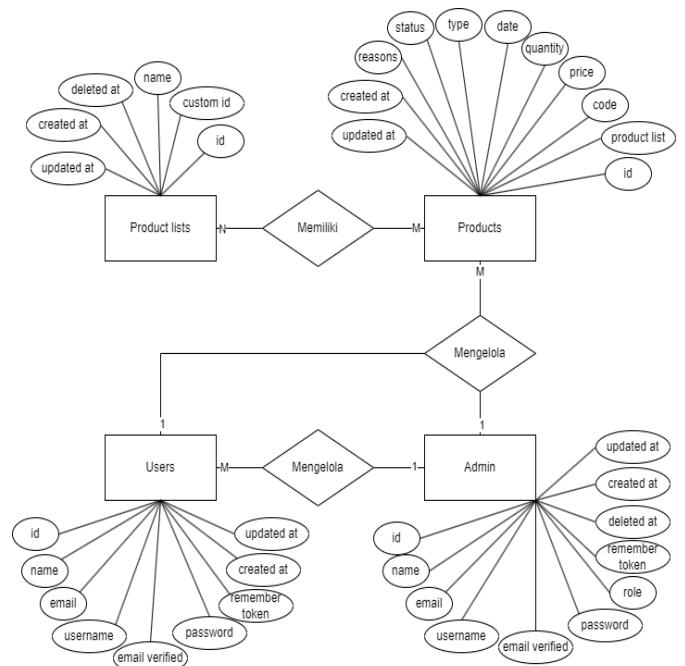 status
type
date
quantity
reasons
price
created at
code
updated at
product list
id
name
deleted at
custom id
created at
id
updated at
Product lists
N
Memiliki
M
Products
M
Mengelola
1
1
Users
M
Mengelola
1
Admin
id
name
email
username
email verified
password
remember
token
created at
updated at
id
name
email
username
email verified
password
role
remember
token
deleted at
created at
updated at